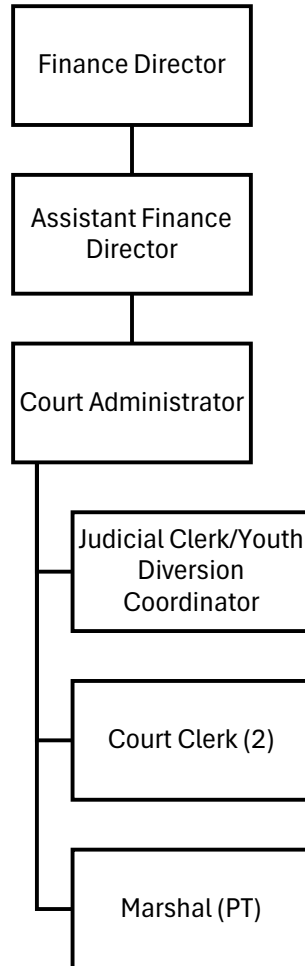 Finance Director
Assistant Finance
Director
Court Administrator
Judicial Clerk/Youth
Diversion
Coordinator
Court Clerk (2)
Marshal (PT)